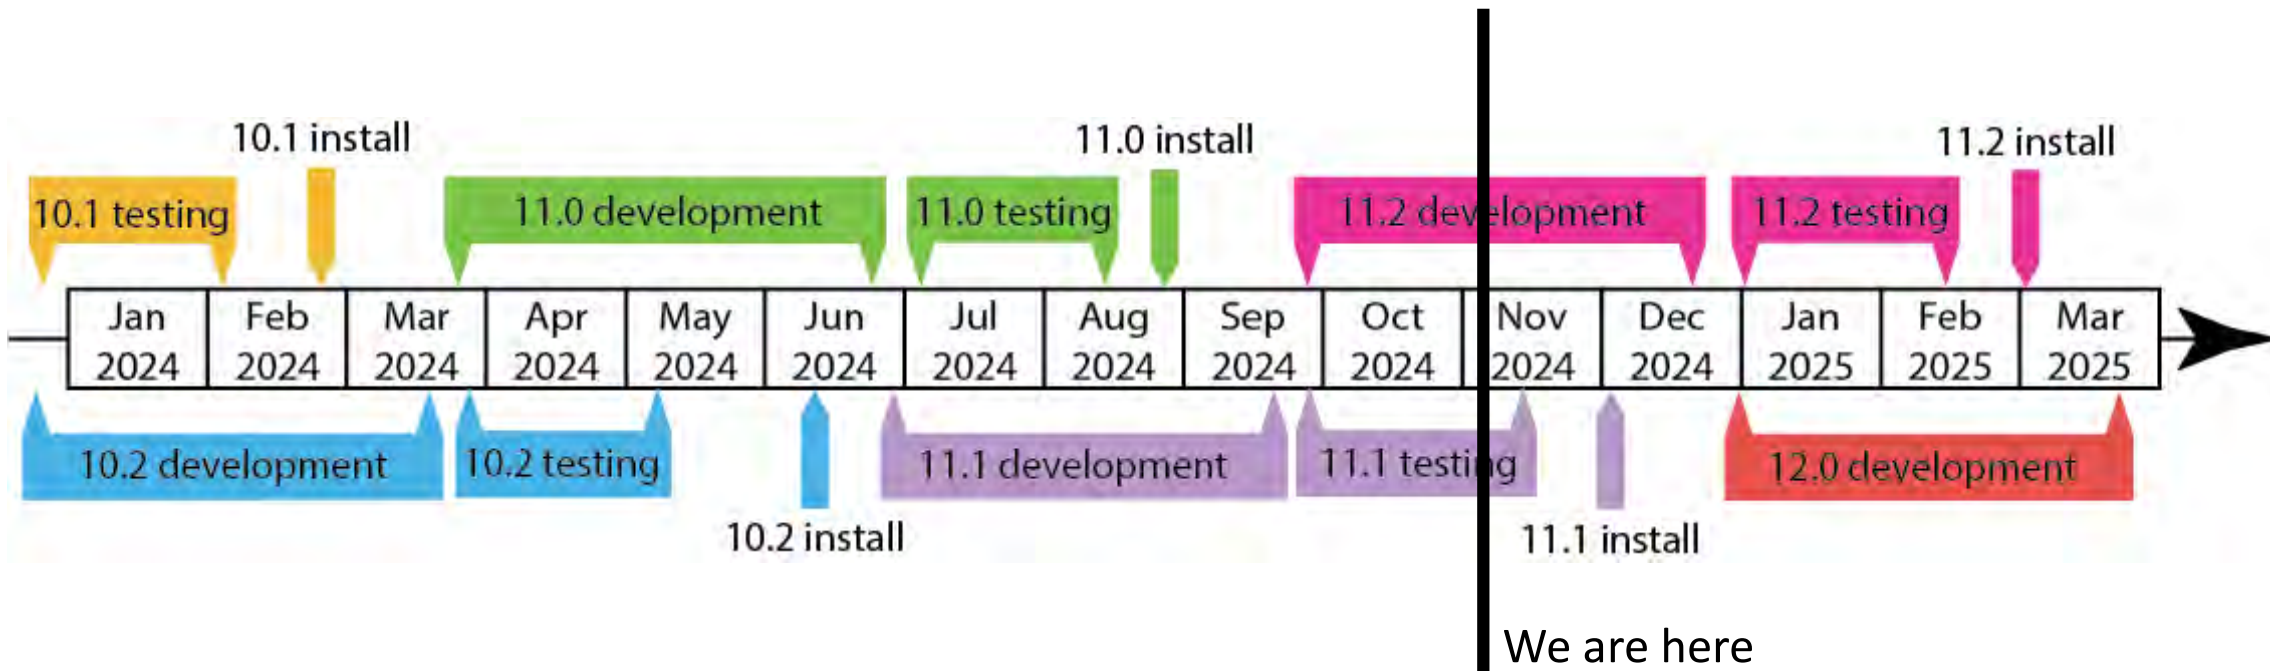 10.1 install
11.0 install
11.2 install
10.1 testing
11.0 development
11.0 testing
11.2 development
11.2 testing
Jan 2024
Feb 2024
Mar 2024
Apr 2024
May 2024
Jun 2024
Jul 2024
Aug 2024
Sep 2024
Oct 2024
Nov 2024
Dec 2024
Jan 2025
Feb 2025
Mar 2025
10.2 development
10.2 testing
11.1 development
11.1 testing
12.0 development
10.2 install
11.1 install
We are here